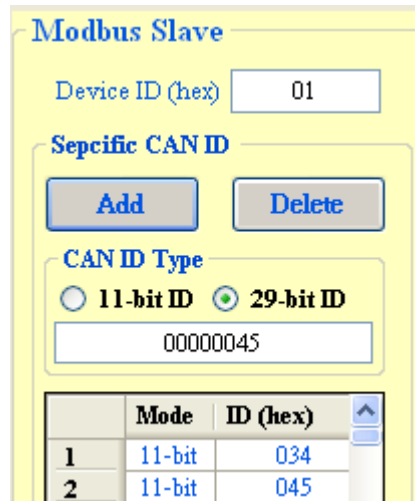 Modbus Slave
Device ID (hex) 01
Sepcific CAN ID
Add Delete
CAN ID Type
11-bit ID 29-bit ID
00000045
Mode ID (hex)
1 11-bit 034
2 11-bit 045